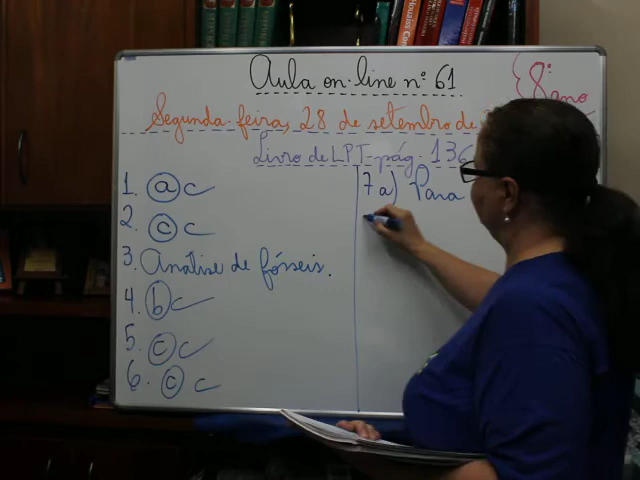 Aula on-line nº 61
{8º ano
Segunda-feira, 28 de setembro de
Livro de LPT-pág. 136
1. a c
2. c c
3. Análise de fósseis.
4. b c
5. c c
6. c c
7 a) Para